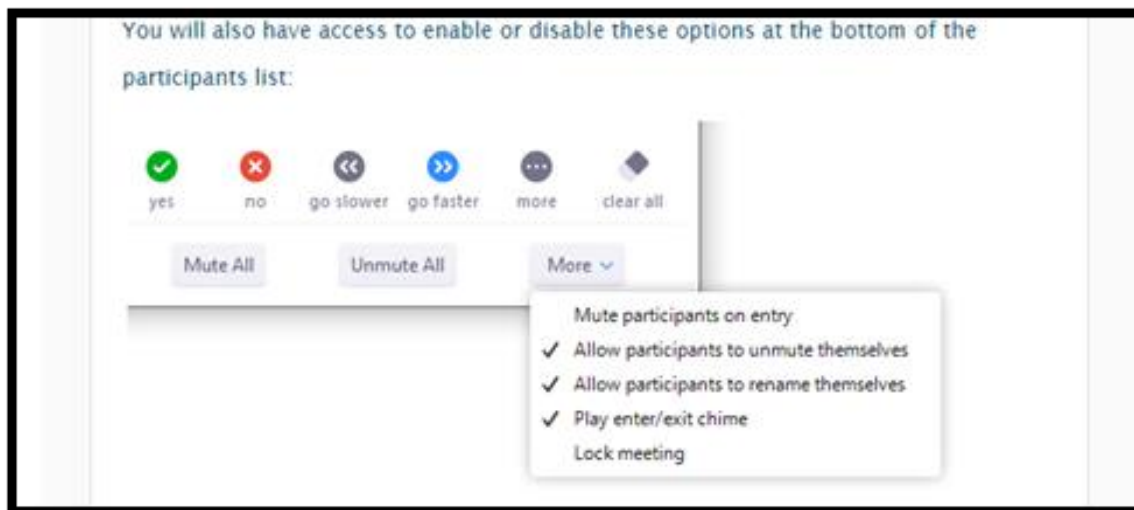 You will also have access to enable or disable these options at the bottom of the
participants list:
yes no go slower go faster more clear all
Mute All Unmute All More
Mute participants on entry
Allow participants to unmute themselves
Allow participants to rename themselves
Play enter/exit chime
Lock meeting